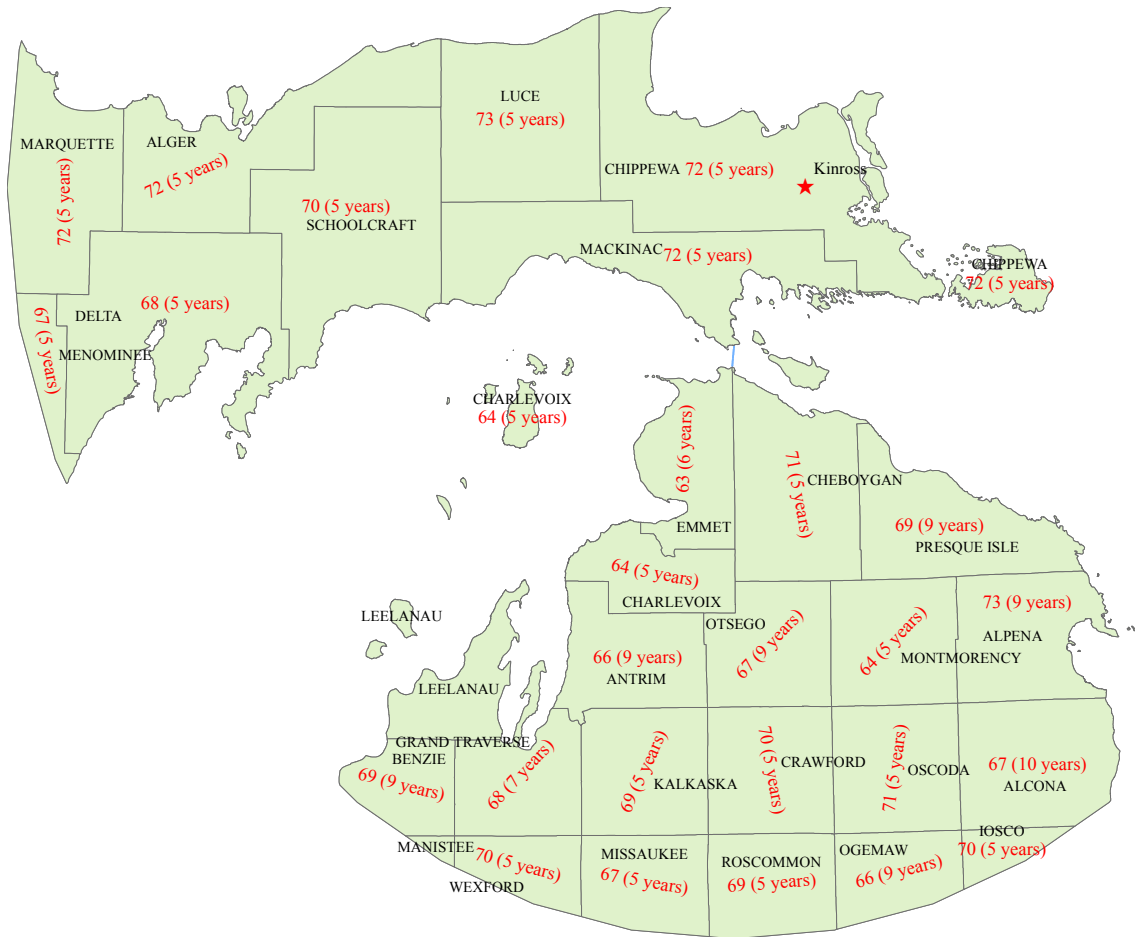 LUCE
73 (5 years)
MARQUETTE
72 (5 years)
ALGER
72 (5 years)
CHIPPEWA 72 (5 years)
Kinross
70 (5 years)
SCHOOLCRAFT
MACKINAC 72 (5 years)
CHIPPEWA
72 (5 years)
68 (5 years)
DELTA
67 (5 years)
MENOMINEE
CHARLEVOIX
64 (5 years)
63 (6 years)
EMMET
71 (5 years)
CHEBOYGAN
69 (9 years)
PRESQUE ISLE
64 (5 years)
CHARLEVOIX
LEELANAU
OTSEGO
67 (9 years)
64 (5 years)
MONTMORENCY
73 (9 years)
ALPENA
66 (9 years)
ANTRIM
LEELANAU
GRAND TRAVERSE
BENZIE
69 (9 years)
68 (7 years)
69 (5 years)
KALKASKA
70 (5 years)
CRAWFORD
71 (5 years)
OSCODA
67 (10 years)
ALCONA
IOSCO
70 (5 years)
MANISTEE
70 (5 years)
WEXFORD
MISSAUKEE
67 (5 years)
ROSCOMMON
69 (5 years)
OGEMAW
66 (9 years)